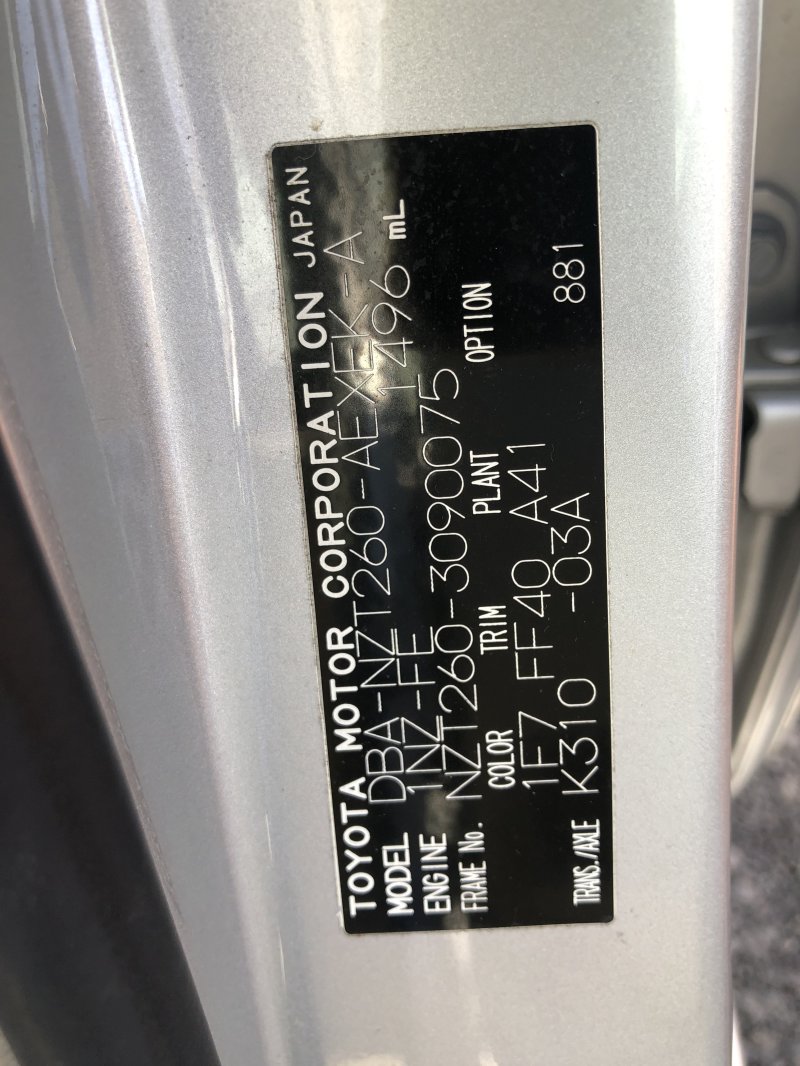 TOYOTA MOTOR CORPORATION JAPAN
MODEL DBA-NZT260-AEXEK-A
ENGINE 1NZ-FE 1496 mL
FRAME No. NZT260-3090075
COLOR TRIM PLANT OPTION
1F7 FF40 A41 881
TRANS./AXLE K310 -03A